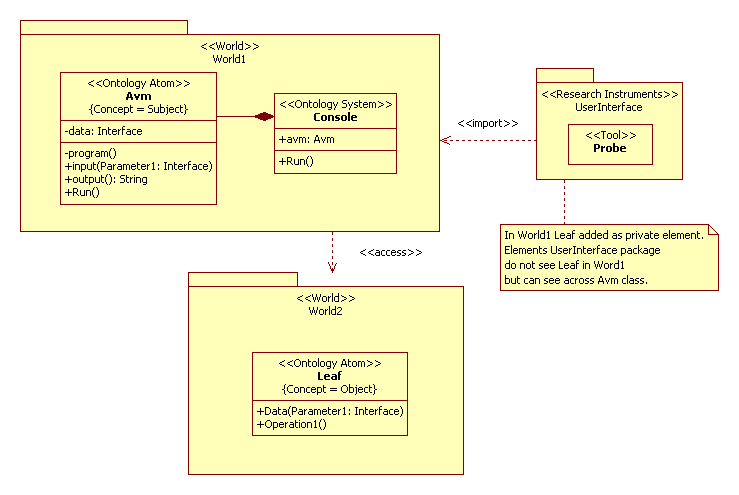 <<World>>
World1
<<Ontology Atom>>
Avm
{Concept = Subject}
-data: Interface
-program()
+input(Parameter1: Interface)
+output(): String
+Run()
<<Ontology System>>
Console
+avm: Avm
+Run()
<<import>>
<<Research Instruments>>
UserInterface
<<Tool>>
Probe
In World1 Leaf added as private element.
Elements UserInterface package
do not see Leaf in Word1
but can see across Avm class.
<<access>>
<<World>>
World2
<<Ontology Atom>>
Leaf
{Concept = Object}
+Data(Parameter1: Interface)
+Operation1()